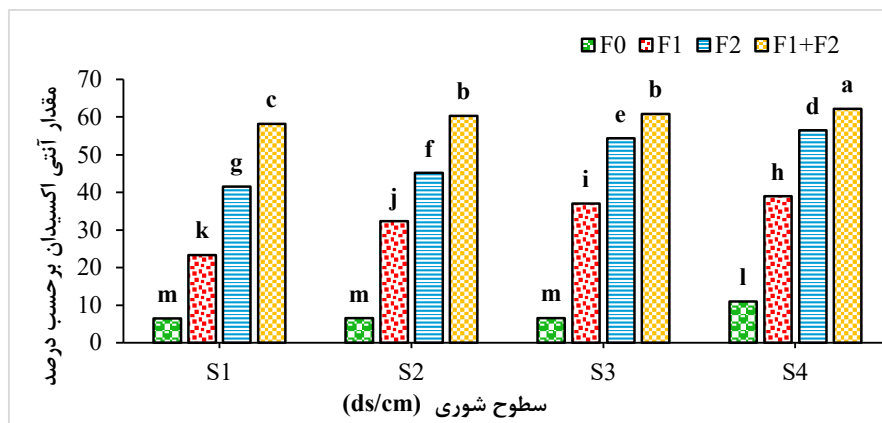 F0 F1 F2 F1+F2
مقدار آنتی اکسیدان برحسب درصد
70
60
50
40
30
20
10
0
m k g c
m j f b
m i e b
l h d a
S1 S2 S3 S4
سطوح شوری (ds/cm)